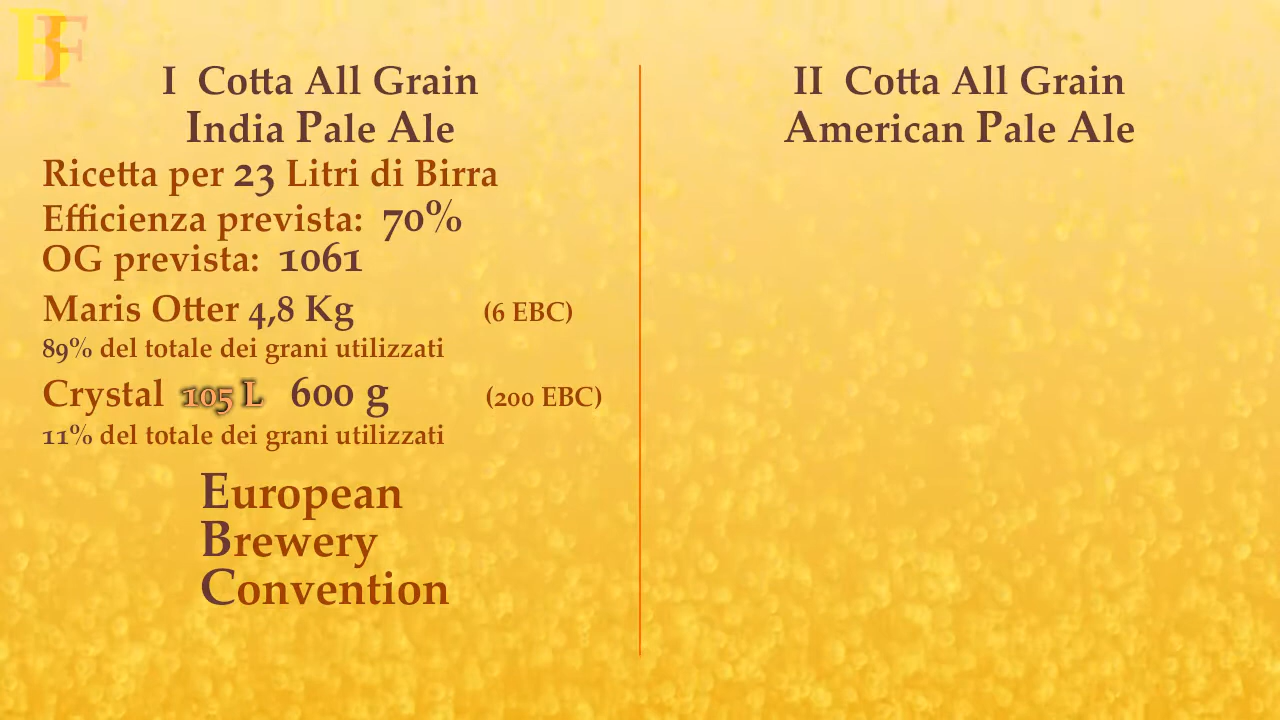 BF
I Cotta All Grain
India Pale Ale
Ricetta per 23 Litri di Birra
Efficienza prevista: 70%
OG prevista: 1061
Maris Otter 4,8 Kg (6 EBC)
89% del totale dei grani utilizzati
Crystal 105 L 600 g (200 EBC)
11% del totale dei grani utilizzati
European
Brewery
Convention
II Cotta All Grain
American Pale Ale